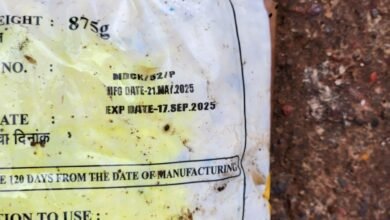 EIGHT : 875g
NO. :
MDCK/52/P
MFG DATE-21.MAY.2025
EXP DATE-17.SEP.2025
ATE :
दिनांक
E 120 DAYS FROM THE DATE OF MANUFACTURING
TION TO USE :